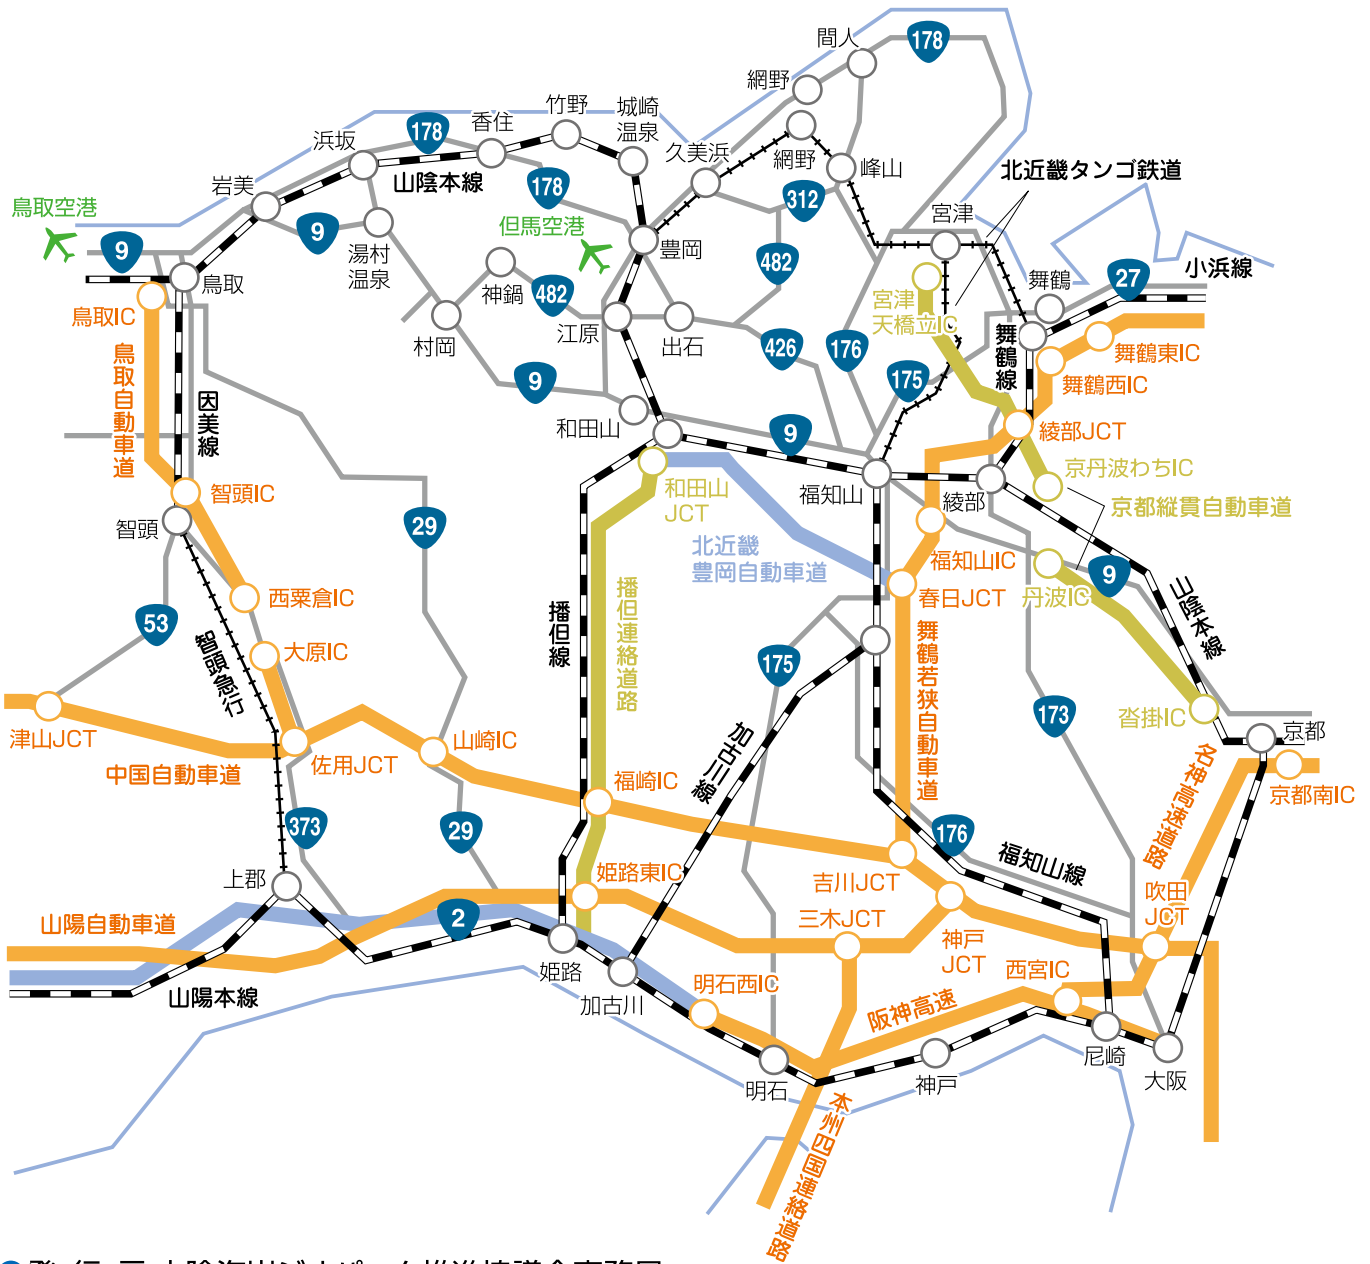 間人
178
網野
竹野
城崎
温泉
178
香住
浜坂
久美浜
網野
峰山
北近畿タンゴ鉄道
山陰本線
岩美
178
312
鳥取空港
但馬空港
宮津
9
9
湯村
温泉
豊岡
482
小浜線
27
鳥取
神鍋
482
宮津
天橋立IC
舞鶴
鳥取IC
村岡
江原
出石
426
176
舞鶴線
舞鶴東IC
鳥取自動車道
9
175
舞鶴西IC
因美線
和田山
9
綾部JCT
京丹波わちIC
智頭IC
和田山
JCT
福知山
綾部
京都縦貫自動車道
智頭
29
北近畿
豊岡自動車道
福知山IC
9
西粟倉IC
播但線
播但連絡道路
春日JCT
丹波IC
山陰本線
53
智頭急行
大原IC
175
舞鶴若狭自動車道
173
沓掛IC
津山JCT
中国自動車道
佐用JCT
山崎IC
加古川線
京都
名神高速道路
福崎IC
京都南IC
373
29
176
福知山線
上郡
姫路東IC
吉川JCT
吹田
JCT
山陽自動車道
2
三木JCT
神戸
JCT
姫路
西宮IC
山陽本線
加古川
明石西IC
阪神高速
尼崎
大阪
明石
神戸
本州四国連絡道路